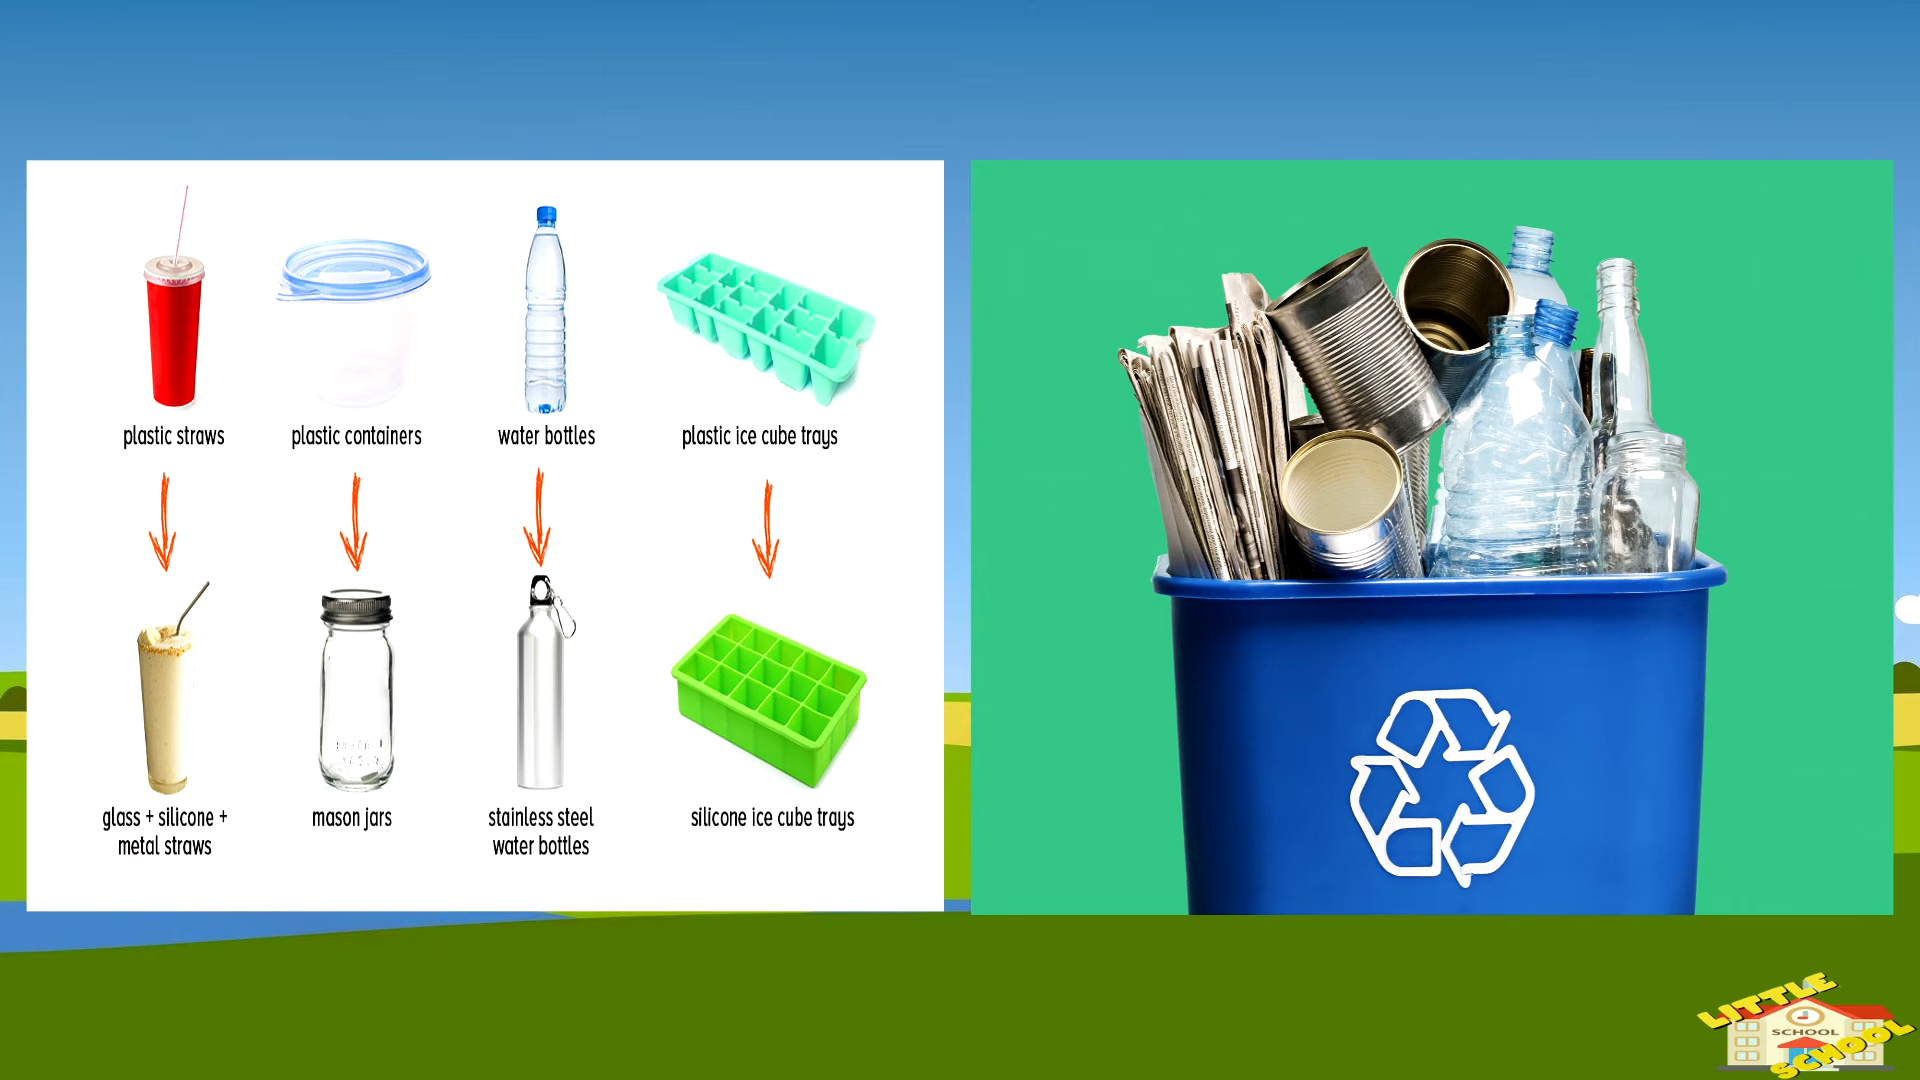 plastic straws
plastic containers
water bottles
plastic ice cube trays
glass + silicone +
metal straws
mason jars
stainless steel
water bottles
silicone ice cube trays
LITTLE
SCHOOL
SCHOOL